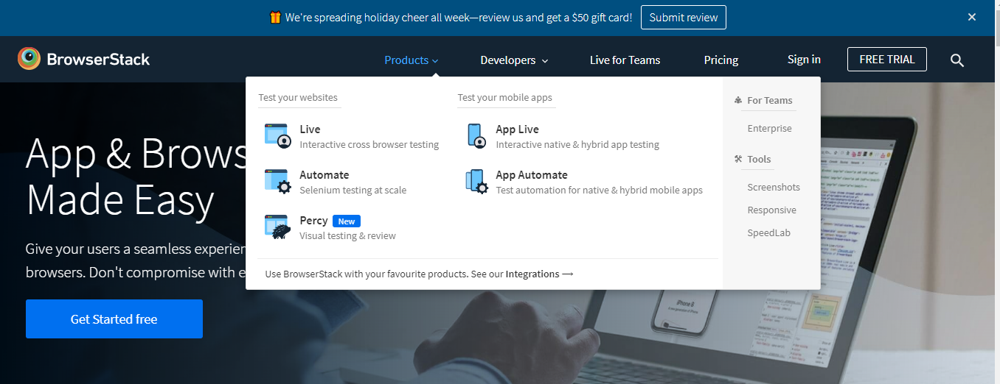 We're spreading holiday cheer all week—review us and get a $50 gift card!
Submit review
BrowserStack
Products
Developers
Live for Teams
Pricing
Sign in
FREE TRIAL
Test your websites
Live
Interactive cross browser testing
Automate
Selenium testing at scale
Percy New
Visual testing & review
Test your mobile apps
App Live
Interactive native & hybrid app testing
App Automate
Test automation for native & hybrid mobile apps
For Teams
Enterprise
Tools
Screenshots
Responsive
SpeedLab
Use BrowserStack with your favourite products. See our Integrations ⟶
App &
Made Easy
Give your users a seamless
browsers. Don't compromise with
Get Started free
iPhone 8